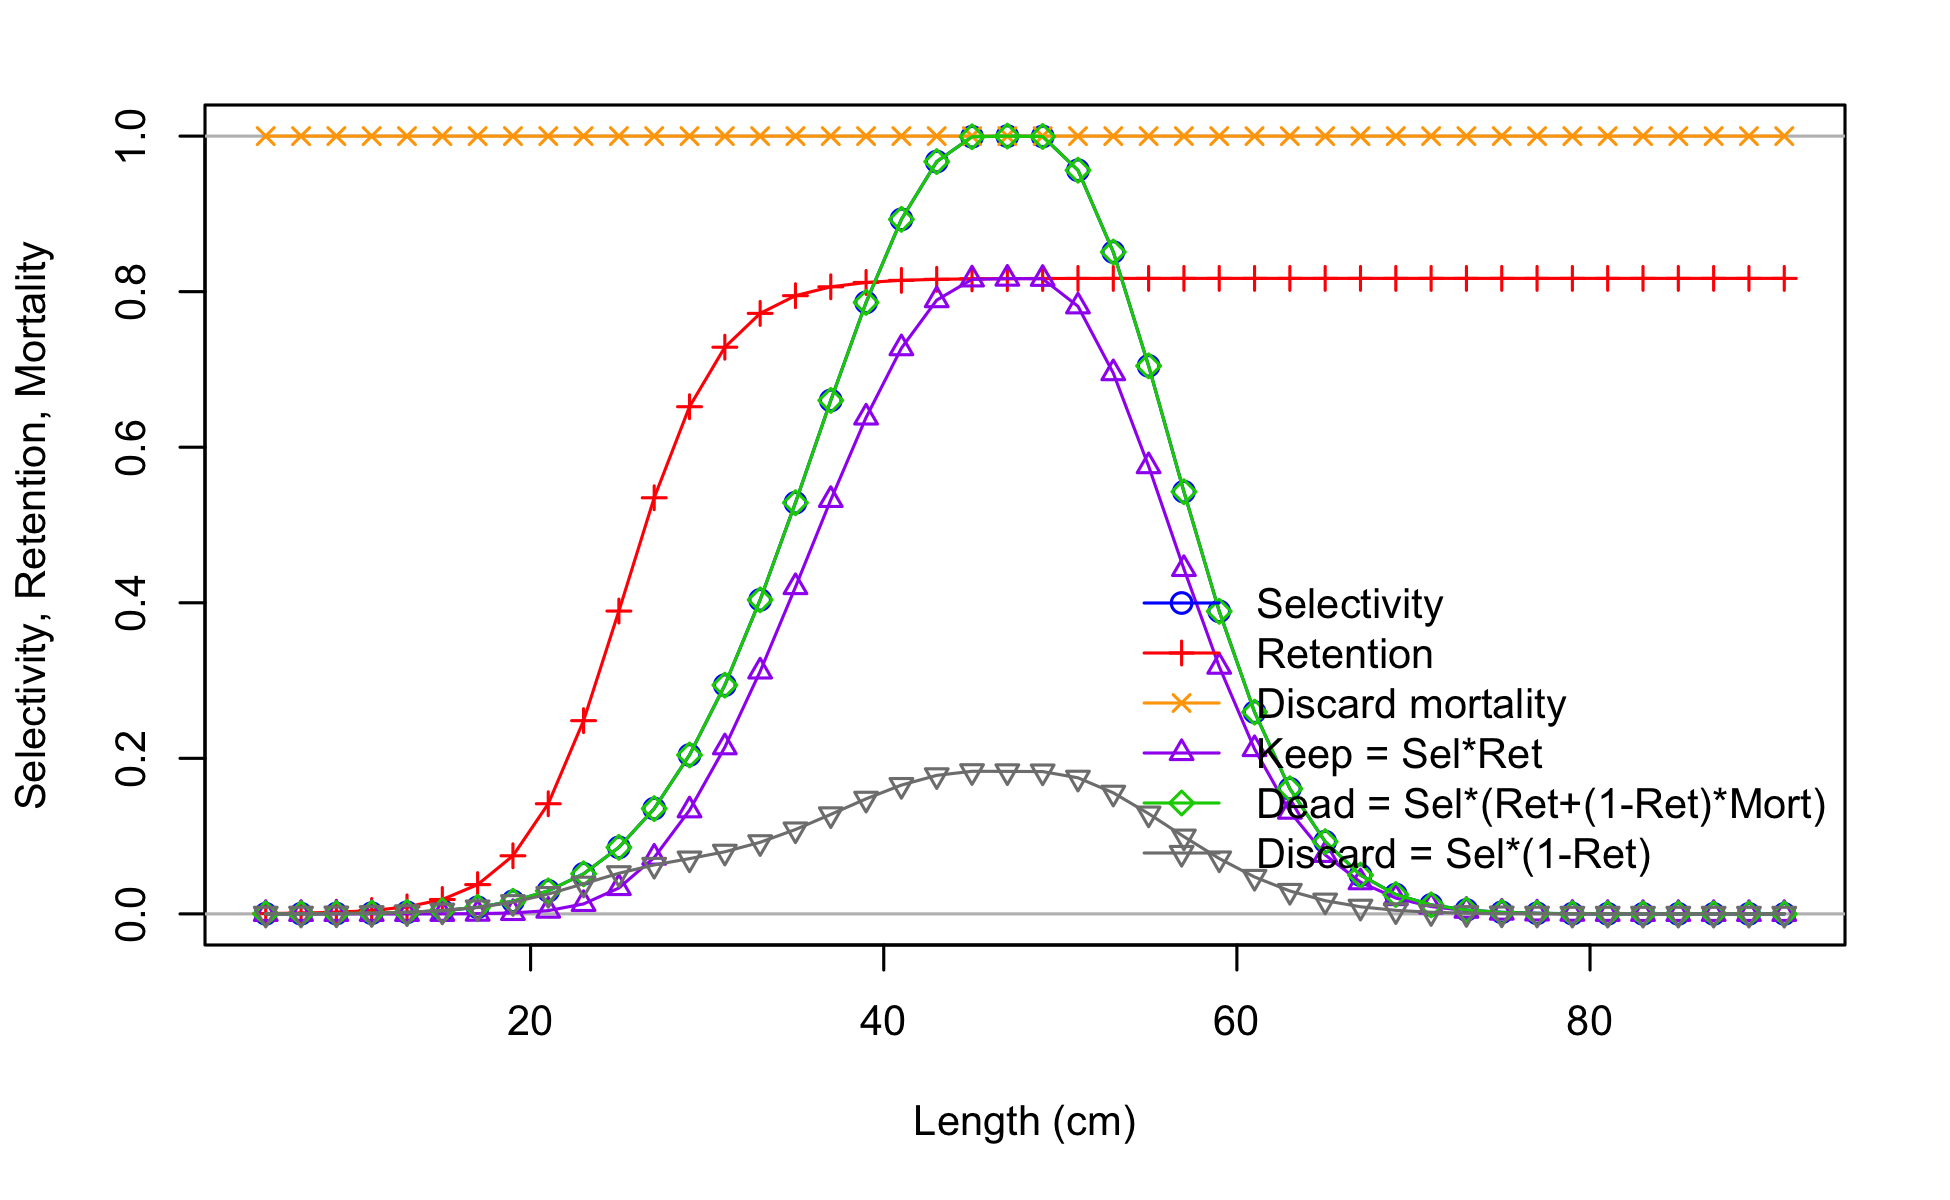 Selectivity, Retention, Mortality
1.0
0.8
0.6
0.4
0.2
0.0
Selectivity
Retention
Discard mortality
Keep = Sel*Ret
Dead = Sel*(Ret+(1-Ret)*Mort)
Discard = Sel*(1-Ret)
20 40 60 80
Length (cm)